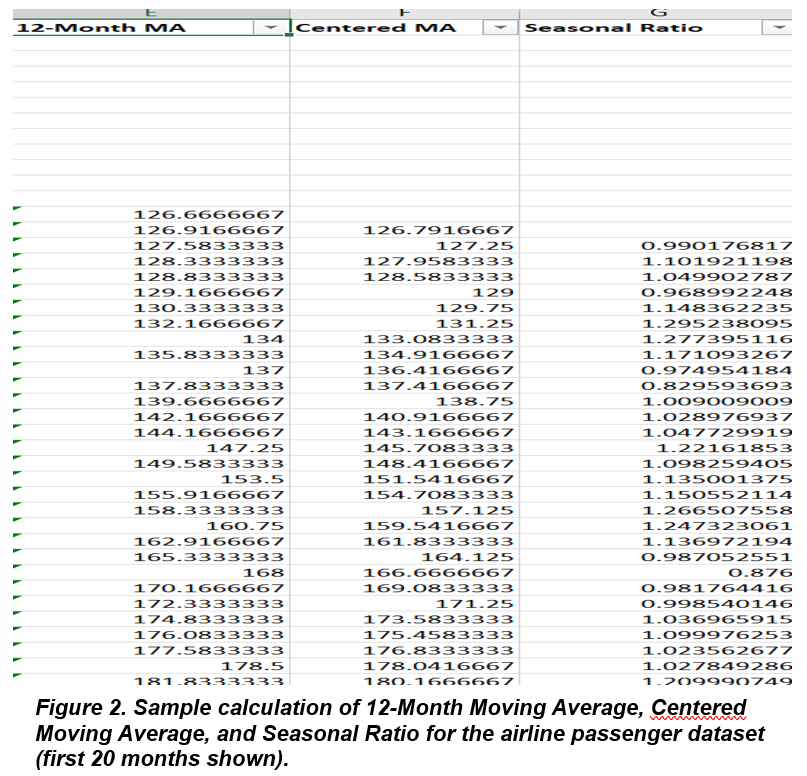 E F G
12-Month MA Centered MA Seasonal Ratio
126.6666667
126.9166667 126.7916667
127.5833333 127.25 0.990176817
128.3333333 127.9583333 1.101921198
128.8333333 128.5833333 1.049902787
129.1666667 129 0.968992248
130.3333333 129.75 1.148362235
132.1666667 131.25 1.295238095
134 133.0833333 1.277395116
135.8333333 134.9166667 1.171093267
137 136.4166667 0.974954184
137.8333333 137.4166667 0.829593693
139.6666667 138.75 1.009009009
142.1666667 140.9166667 1.028976937
144.1666667 143.1666667 1.047729919
147.25 145.7083333 1.22161853
149.5833333 148.4166667 1.098259405
153.5 151.5416667 1.135001375
155.9166667 154.7083333 1.150552114
158.3333333 157.125 1.266507558
160.75 159.5416667 1.247323061
162.9166667 161.8333333 1.136972194
165.3333333 164.125 0.987052551
168 166.6666667 0.876
170.1666667 169.0833333 0.981764416
172.3333333 171.25 0.998540146
174.8333333 173.5833333 1.036965915
176.0833333 175.4583333 1.099976253
177.5833333 176.8333333 1.023562677
178.5 178.0416667 1.027849286
181.8333333 180.1666667 1.209990749
Figure 2. Sample calculation of 12-Month Moving Average, Centered
Moving Average, and Seasonal Ratio for the airline passenger dataset
(first 20 months shown).